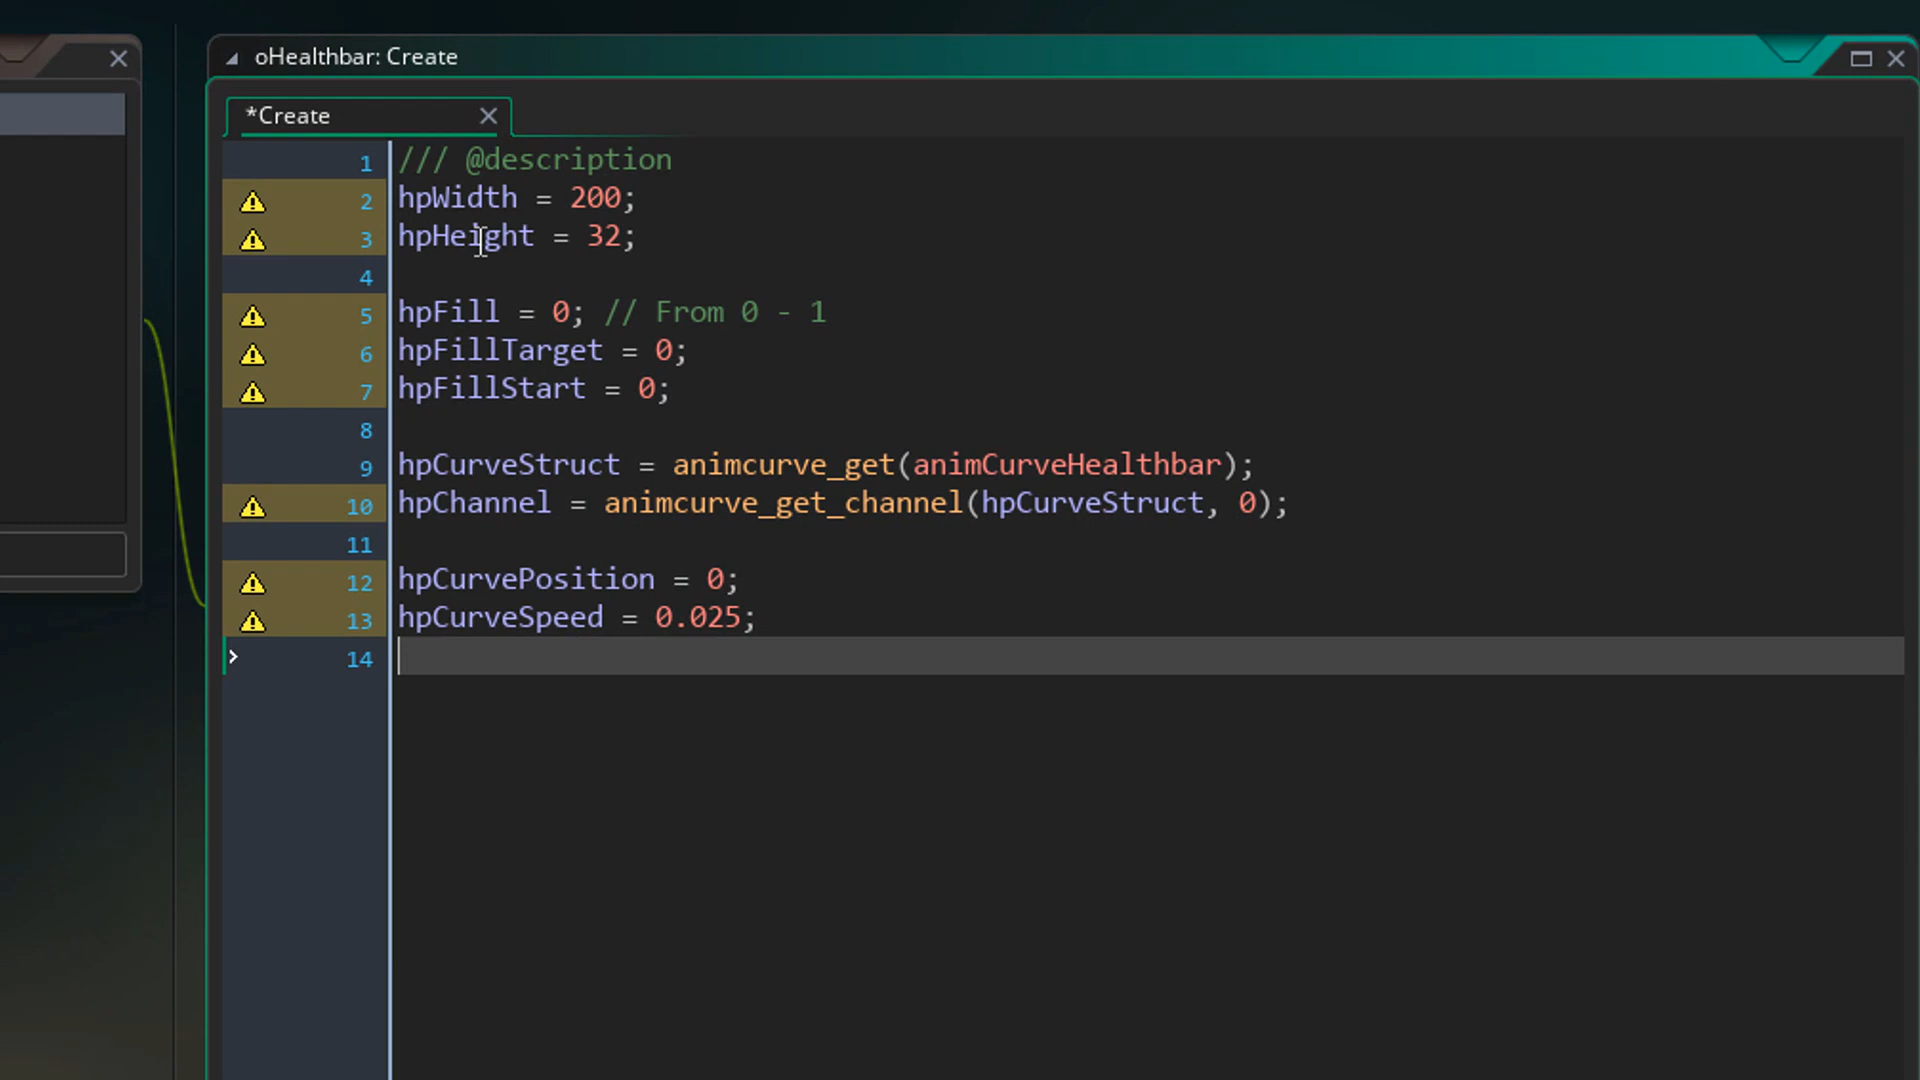 oHealthbar: Create
*Create
1 /// @description
2 hpWidth = 200;
3 hpHeight = 32;
4
5 hpFill = 0; // From 0 - 1
6 hpFillTarget = 0;
7 hpFillStart = 0;
8
9 hpCurveStruct = animcurve_get(animCurveHealthbar);
10 hpChannel = animcurve_get_channel(hpCurveStruct, 0);
11
12 hpCurvePosition = 0;
13 hpCurveSpeed = 0.025;
14